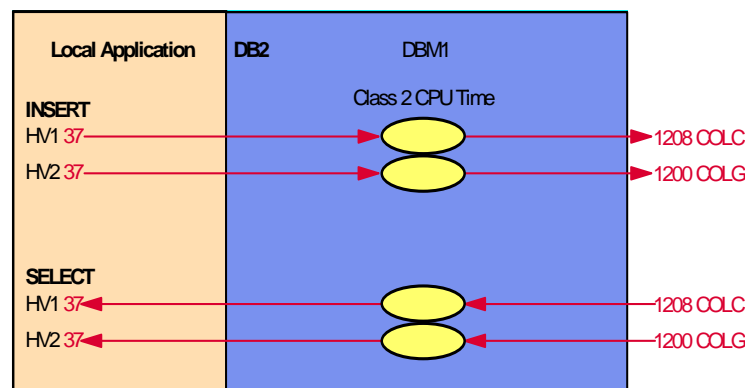 Local Application DB2 DBM1
Class 2 CPU Time
INSERT
HV1 37 1208 COLC
HV2 37 1200 COLG
SELECT
HV1 37 1208 COLC
HV2 37 1200 COLG